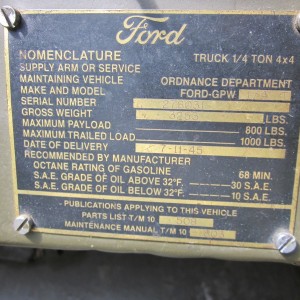 Ford
NOMENCLATURE TRUCK 1/4 TON 4x4
SUPPLY ARM OR SERVICE
MAINTAINING VEHICLE ORDNANCE DEPARTMENT
MAKE AND MODEL FORD-GPW
SERIAL NUMBER
GROSS WEIGHT LBS.
MAXIMUM PAYLOAD 800 LBS.
MAXIMUM TRAILED LOAD 1000 LBS.
DATE OF DELIVERY 7-11-45
RECOMMENDED BY MANUFACTURER
OCTANE RATING OF GASOLINE 68 MIN.
S.A.E. GRADE OF OIL ABOVE 32°F. 30 S.A.E.
S.A.E. GRADE OF OIL BELOW 32°F. 10 S.A.E.
PUBLICATIONS APPLYING TO THIS VEHICLE
PARTS LIST T/M 10
MAINTENANCE MANUAL T/M 10